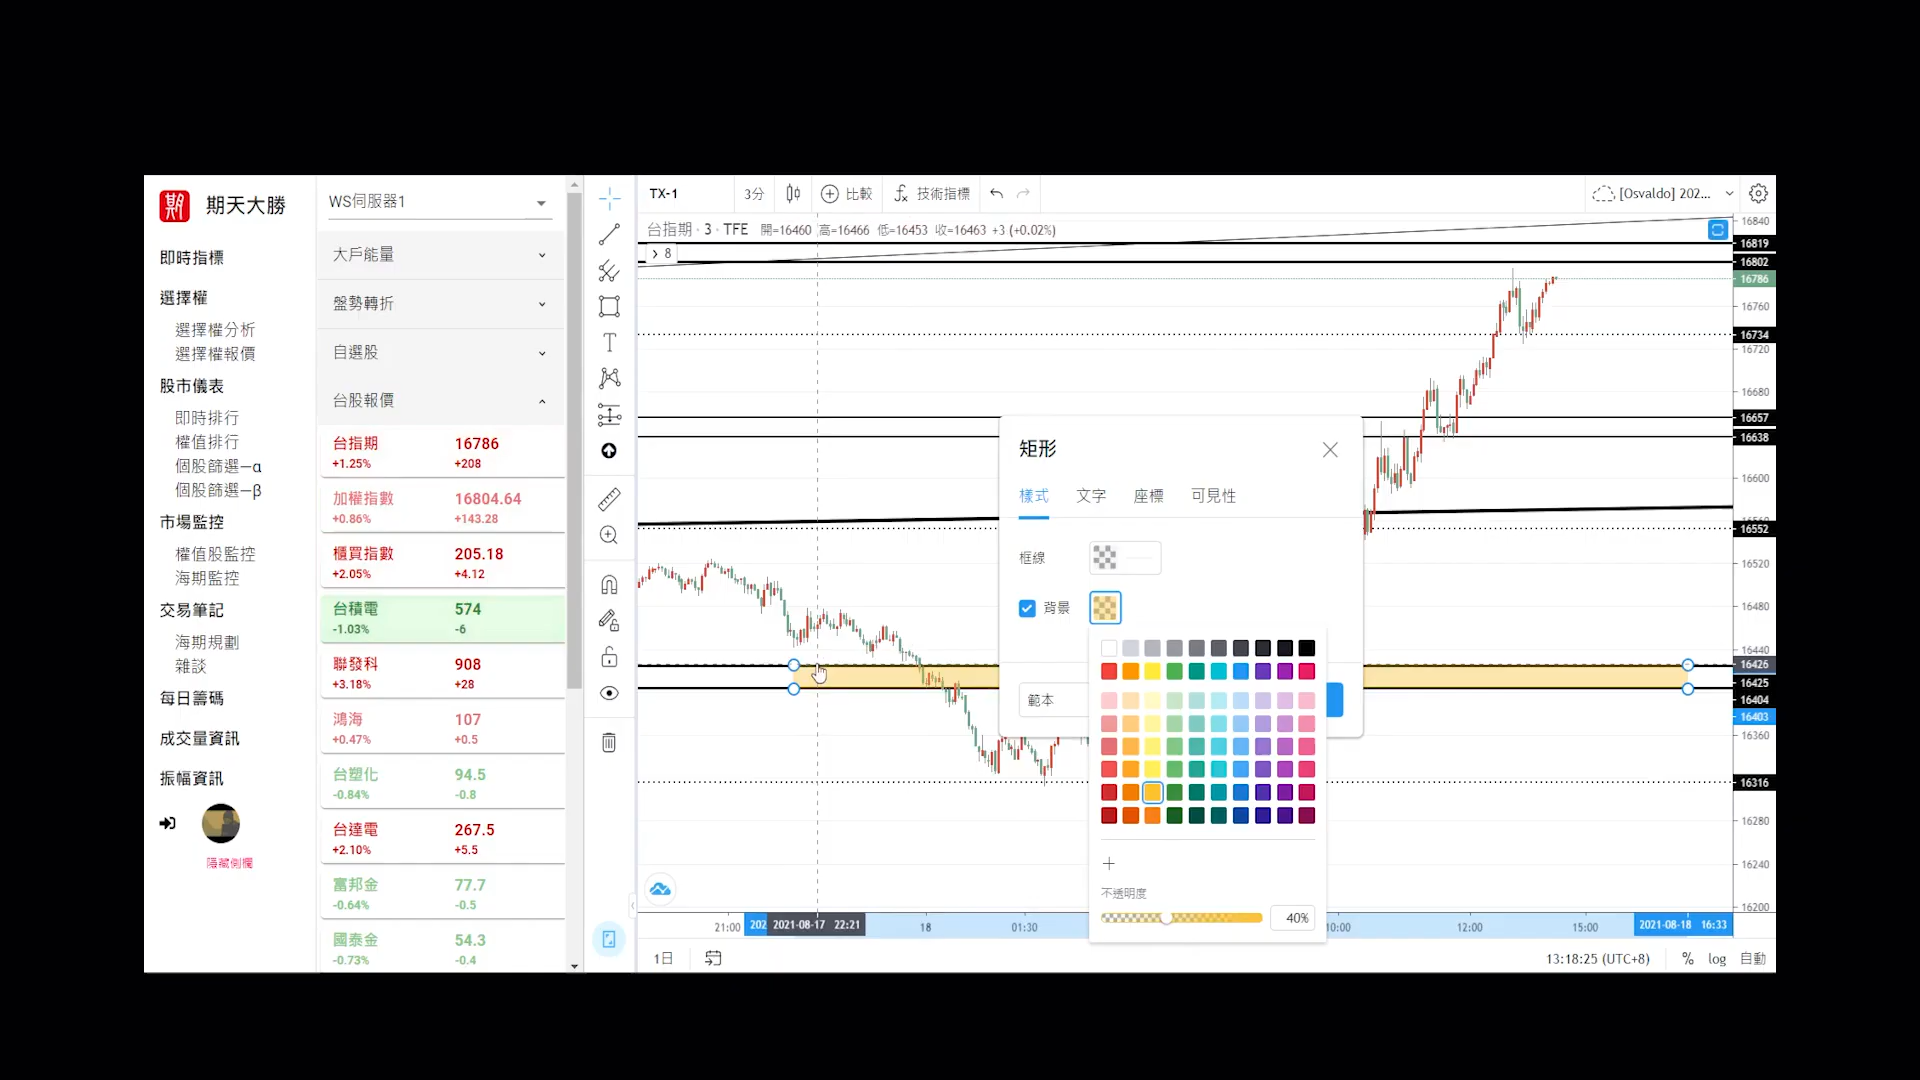 期天大勝
即時指標
選擇權
選擇權分析
選擇權報價
股市儀表
即時排行
權值排行
個股篩選—α
個股篩選—β
市場監控
權值股監控
海期監控
交易筆記
海期規劃
雜談
每日籌碼
成交量資訊
振幅資訊
隱藏側欄
WS伺服器1
大戶能量
盤勢轉折
自選股
台股報價
台指期 16786
+1.25% +208
加權指數 16804.64
+0.86% +143.28
櫃買指數 205.18
+2.05% +4.12
台積電 574
-1.03% -6
聯發科 908
+3.18% +28
鴻海 107
+0.47% +0.5
台塑化 94.5
-0.84% -0.8
台達電 267.5
+2.10% +5.5
富邦金 77.7
-0.64% -0.5
國泰金 54.3
-0.73% -0.4
TX-1 3分 比較 技術指標 [Osvaldo] 202...
台指期 · 3 · TFE 開=16460 高=16466 低=16453 收=16463 +3 (+0.02%)
8
矩形
樣式 文字 座標 可見性
框線
背景
範本
不透明度
40%
16840
16819
16802
16786
16760
16734
16720
16680
16657
16638
16600
16552
16520
16480
16440
16426
16425
16404
16403
16360
16316
16280
16240
16200
21:00 202 2021-08-17 22:21 18 01:30 10:00 12:00 15:00 2021-08-18 16:33
1日 13:18:25 (UTC+8) % log 自動